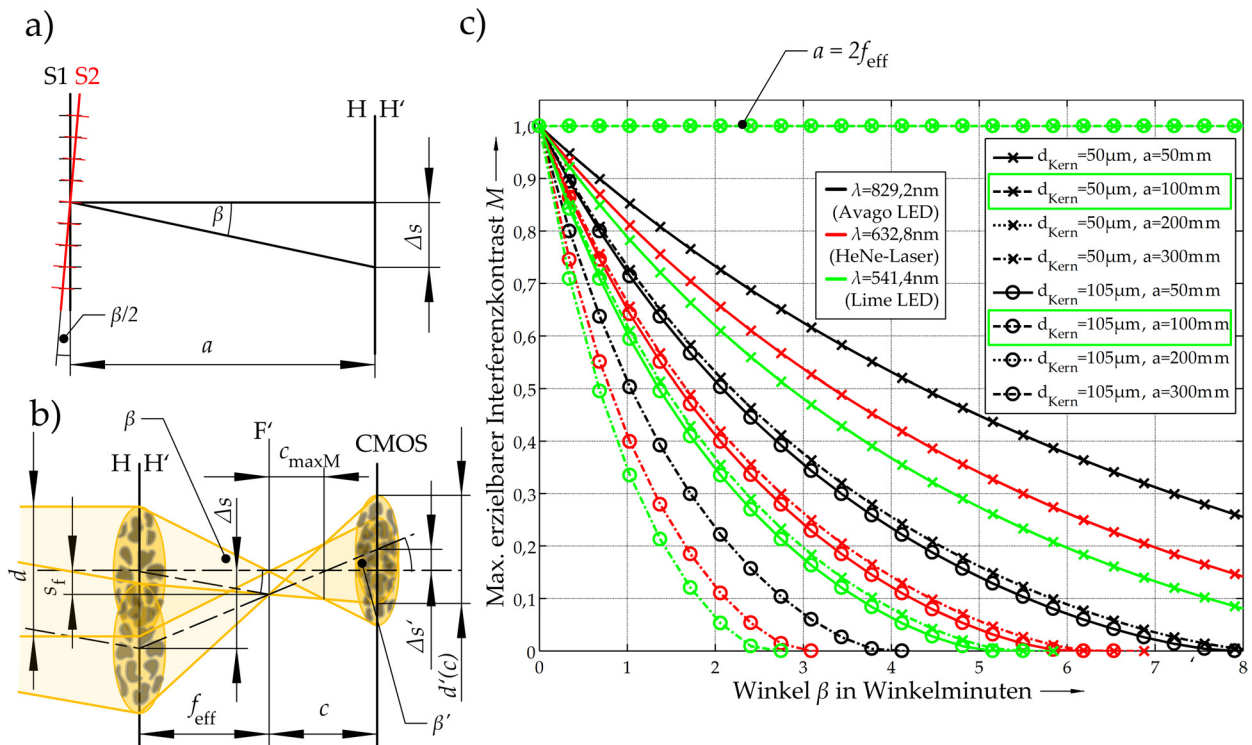 a)
S1 S2
H H‘
β
Δs
β/2
a
b)
β
F‘
CMOS
H H‘
c_maxM
Δs
d
s_f
Δs‘
d‘(c)
f_eff
c
β‘
c)
a = 2f_eff
Max. erzielbarer Interferenzkontrast M
1,0
0,9
0,8
0,7
0,6
0,5
0,4
0,3
0,2
0,1
0
0 1 2 3 4 5 6 7 8
Winkel β in Winkelminuten
λ=829,2nm
(Avago LED)
λ=632,8nm
(HeNe-Laser)
λ=541,4nm
(Lime LED)
d_Kern=50µm, a=50mm
d_Kern=50µm, a=100mm
d_Kern=50µm, a=200mm
d_Kern=50µm, a=300mm
d_Kern=105µm, a=50mm
d_Kern=105µm, a=100mm
d_Kern=105µm, a=200mm
d_Kern=105µm, a=300mm